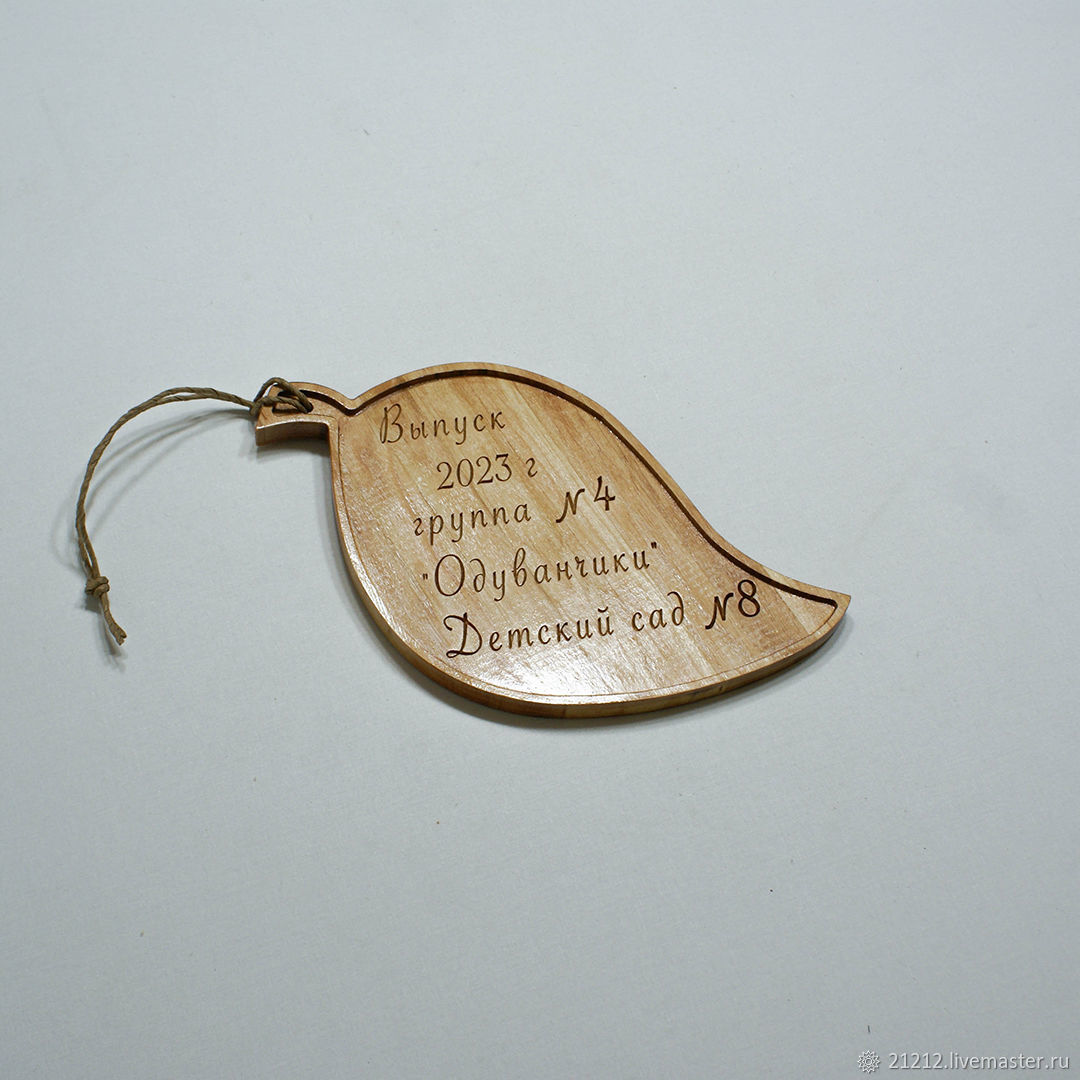 Выпуск
2023 г
группа №4
"Одуванчики"
Детский сад №8
21212.livemaster.ru